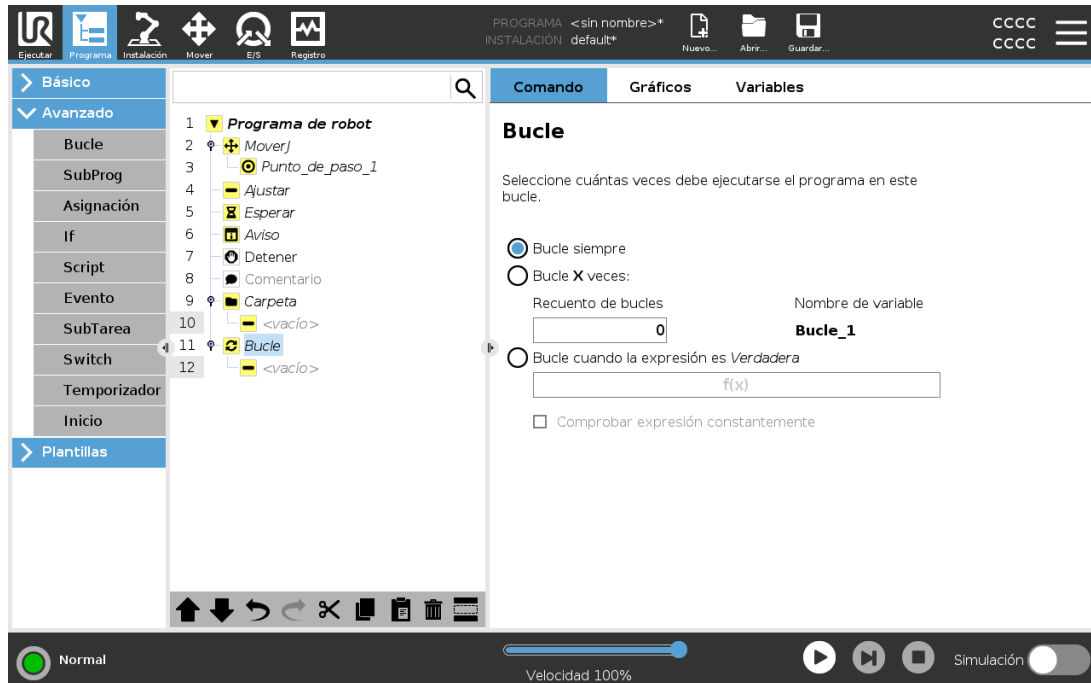 PROGRAMA <sin nombre>*
INSTALACIÓN default*
Ejecutar Programa Instalación Mover E/S Registro
Nuevo... Abrir... Guardar...
CCCC
CCCC
Básico
Avanzado
Bucle
SubProg
Asignación
If
Script
Evento
SubTarea
Switch
Temporizador
Inicio
Plantillas
1 Programa de robot
2 MoverJ
3 Punto_de_paso_1
4 Ajustar
5 Esperar
6 Aviso
7 Detener
8 Comentario
9 Carpeta
10 <vacío>
11 Bucle
12 <vacío>
Comando Gráficos Variables
Bucle
Seleccione cuántas veces debe ejecutarse el programa en este
bucle.
Bucle siempre
Bucle X veces:
Recuento de bucles Nombre de variable
0 Bucle_1
Bucle cuando la expresión es Verdadera
f(x)
Comprobar expresión constantemente
Normal
Velocidad 100%
Simulación